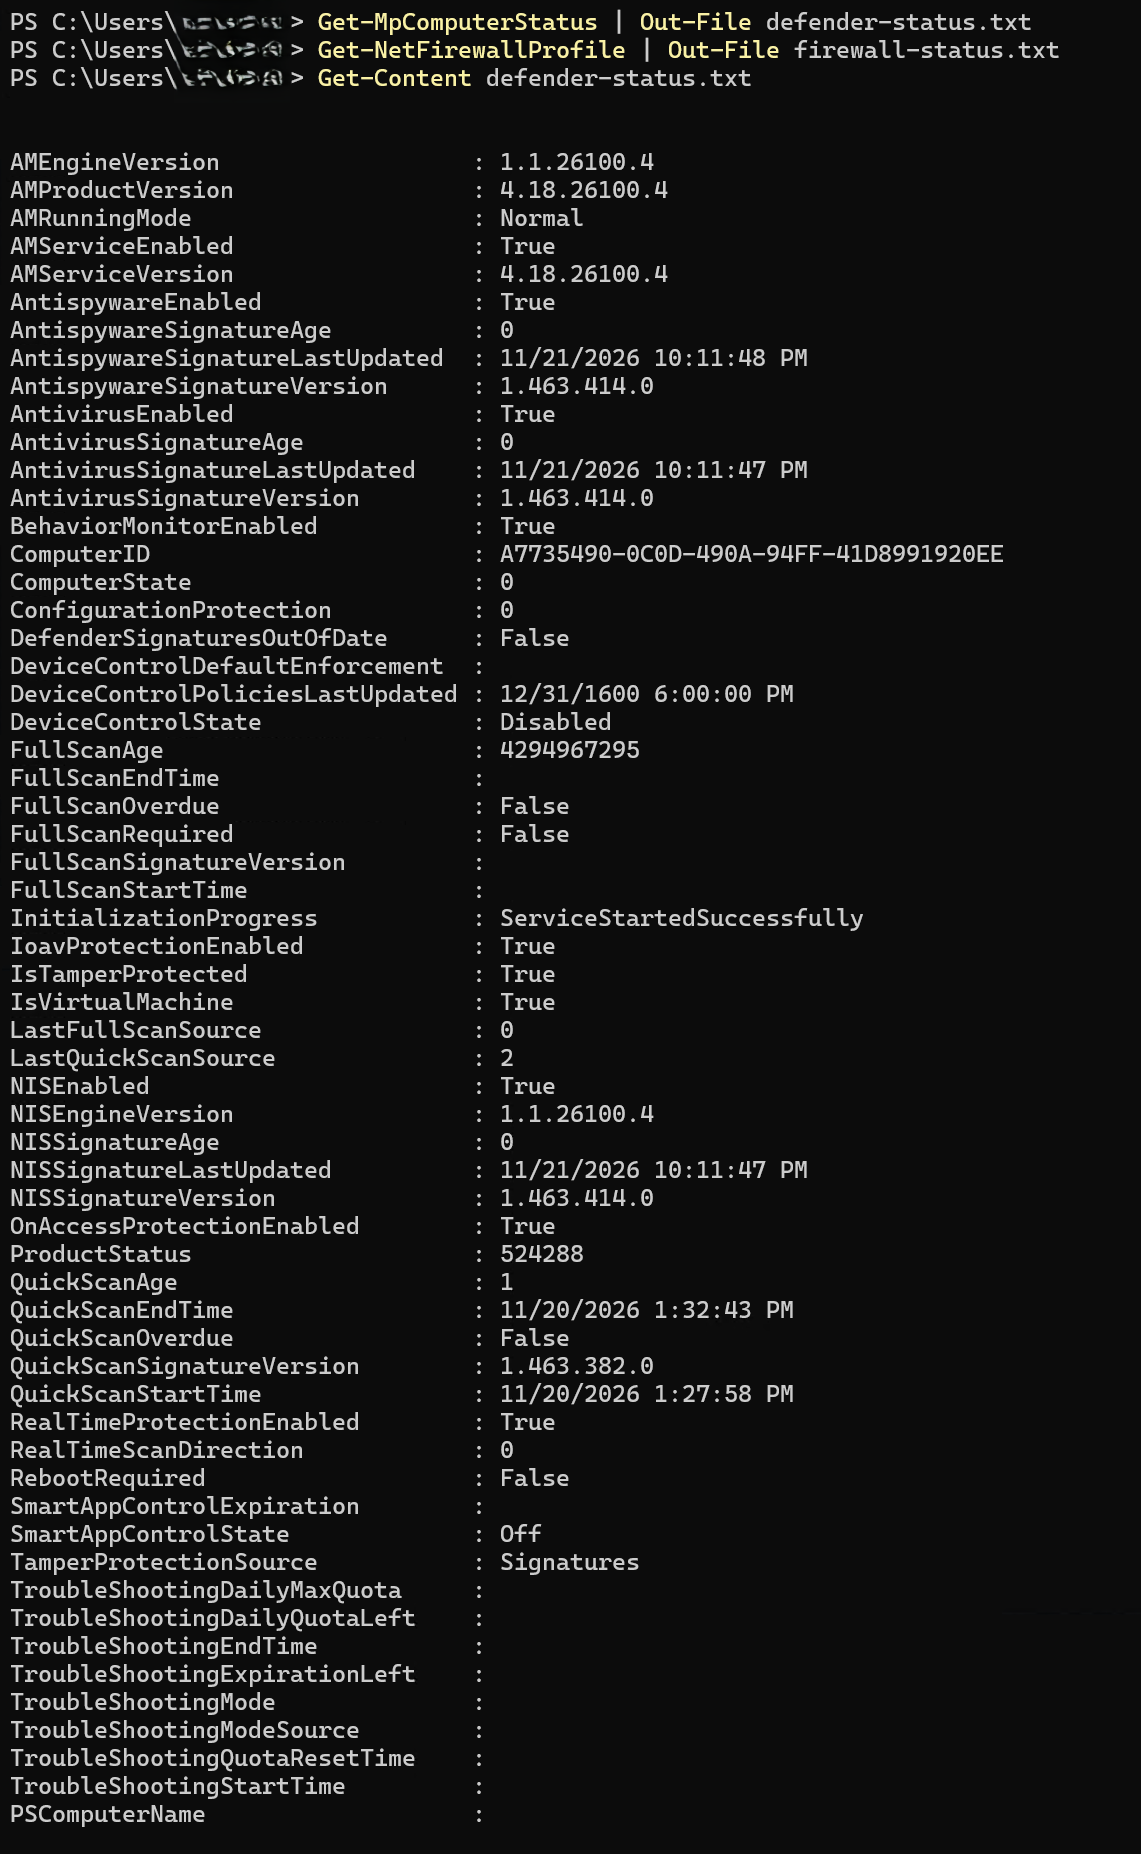 PS C:\Users\ > Get-MpComputerStatus | Out-File defender-status.txt
PS C:\Users\ > Get-NetFirewallProfile | Out-File firewall-status.txt
PS C:\Users\ > Get-Content defender-status.txt
AMEngineVersion : 1.1.26100.4
AMProductVersion : 4.18.26100.4
AMRunningMode : Normal
AMServiceEnabled : True
AMServiceVersion : 4.18.26100.4
AntispywareEnabled : True
AntispywareSignatureAge : 0
AntispywareSignatureLastUpdated : 11/21/2026 10:11:48 PM
AntispywareSignatureVersion : 1.463.414.0
AntivirusEnabled : True
AntivirusSignatureAge : 0
AntivirusSignatureLastUpdated : 11/21/2026 10:11:47 PM
AntivirusSignatureVersion : 1.463.414.0
BehaviorMonitorEnabled : True
ComputerID : A7735490-0C0D-490A-94FF-41D8991920EE
ComputerState : 0
ConfigurationProtection : 0
DefenderSignaturesOutOfDate : False
DeviceControlDefaultEnforcement :
DeviceControlPoliciesLastUpdated : 12/31/1600 6:00:00 PM
DeviceControlState : Disabled
FullScanAge : 4294967295
FullScanEndTime :
FullScanOverdue : False
FullScanRequired : False
FullScanSignatureVersion :
FullScanStartTime :
InitializationProgress : ServiceStartedSuccessfully
IoavProtectionEnabled : True
IsTamperProtected : True
IsVirtualMachine : True
LastFullScanSource : 0
LastQuickScanSource : 2
NISEnabled : True
NISEngineVersion : 1.1.26100.4
NISSignatureAge : 0
NISSignatureLastUpdated : 11/21/2026 10:11:47 PM
NISSignatureVersion : 1.463.414.0
OnAccessProtectionEnabled : True
ProductStatus : 524288
QuickScanAge : 1
QuickScanEndTime : 11/20/2026 1:32:43 PM
QuickScanOverdue : False
QuickScanSignatureVersion : 1.463.382.0
QuickScanStartTime : 11/20/2026 1:27:58 PM
RealTimeProtectionEnabled : True
RealTimeScanDirection : 0
RebootRequired : False
SmartAppControlExpiration :
SmartAppControlState : Off
TamperProtectionSource : Signatures
TroubleShootingDailyMaxQuota :
TroubleShootingDailyQuotaLeft :
TroubleShootingEndTime :
TroubleShootingExpirationLeft :
TroubleShootingMode :
TroubleShootingModeSource :
TroubleShootingQuotaResetTime :
TroubleShootingStartTime :
PSComputerName :